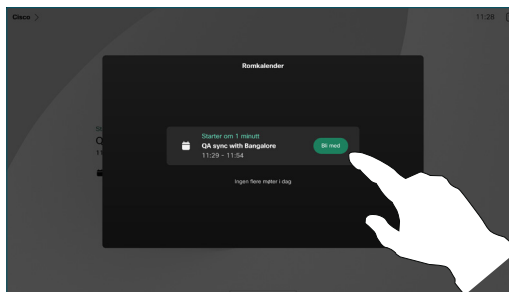 Cisco
11:28
Romkalender
Starter om 1 minutt
QA sync with Bangalore
11:29 – 11:54
Bli med
Ingen flere møter i dag